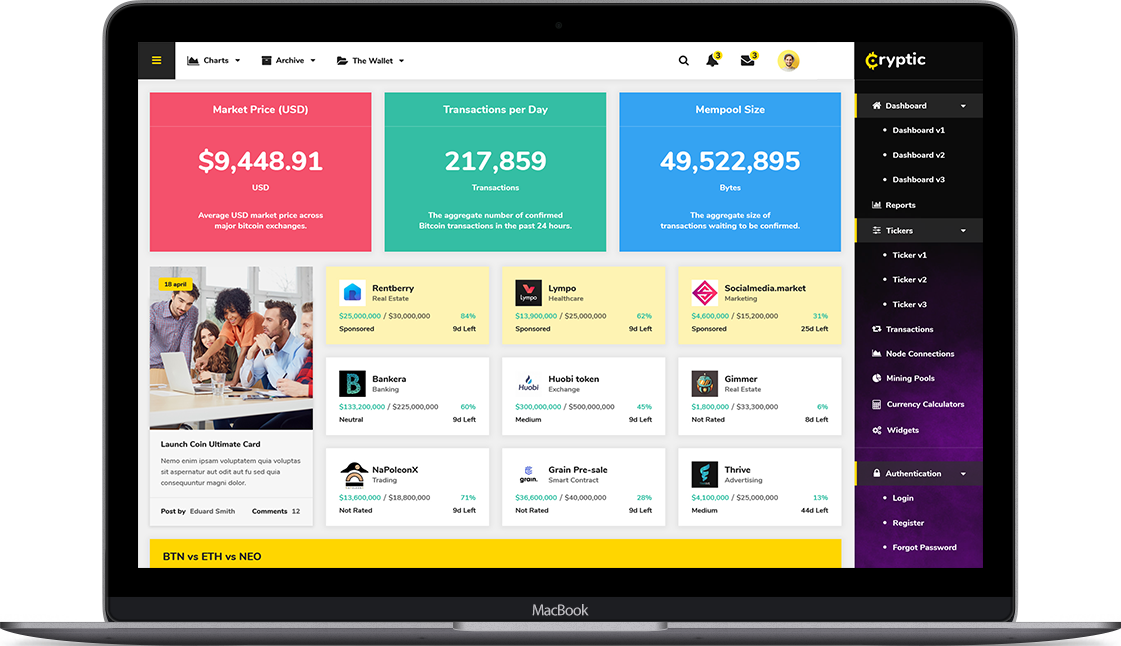 Charts
Archive
The Wallet
3
3
Cryptic
Market Price (USD)
$9,448.91
USD
Average USD market price across
major bitcoin exchanges.
Transactions per Day
217,859
Transactions
The aggregate number of confirmed
Bitcoin transactions in the past 24 hours.
Mempool Size
49,522,895
Bytes
The aggregate size of
transactions waiting to be confirmed.
18 april
Launch Coin Ultimate Card
Nemo enim ipsam voluptatem quia voluptas
sit aspernatur aut odit aut fu sed quia
consequuntur magni dolor.
Post by Eduard Smith Comments 12
Rentberry
Real Estate
$25,000,000 / $30,000,000 84%
Sponsored 9d Left
Lympo
Lympo
Healthcare
$13,900,000 / $25,000,000 62%
Sponsored 9d Left
Socialmedia.market
Marketing
$4,600,000 / $15,200,000 31%
Sponsored 25d Left
Bankera
Banking
$133,200,000 / $225,000,000 60%
Neutral 9d Left
Huobi
Huobi token
Exchange
$300,000,000 / $500,000,000 45%
Medium 9d Left
Gimmer
Real Estate
$1,800,000 / $33,300,000 6%
Not Rated 8d Left
NaPoleonX
Trading
$13,600,000 / $18,800,000 71%
Not Rated 9d Left
grain.
Grain Pre-sale
Smart Contract
$36,600,000 / $40,000,000 28%
Not Rated 9d Left
Thrive
Advertising
$4,100,000 / $25,000,000 13%
Medium 44d Left
BTN vs ETH vs NEO
Dashboard
Dashboard v1
Dashboard v2
Dashboard v3
Reports
Tickers
Ticker v1
Ticker v2
Ticker v3
Transactions
Node Connections
Mining Pools
Currency Calculators
Widgets
Authentication
Login
Register
Forgot Password
MacBook